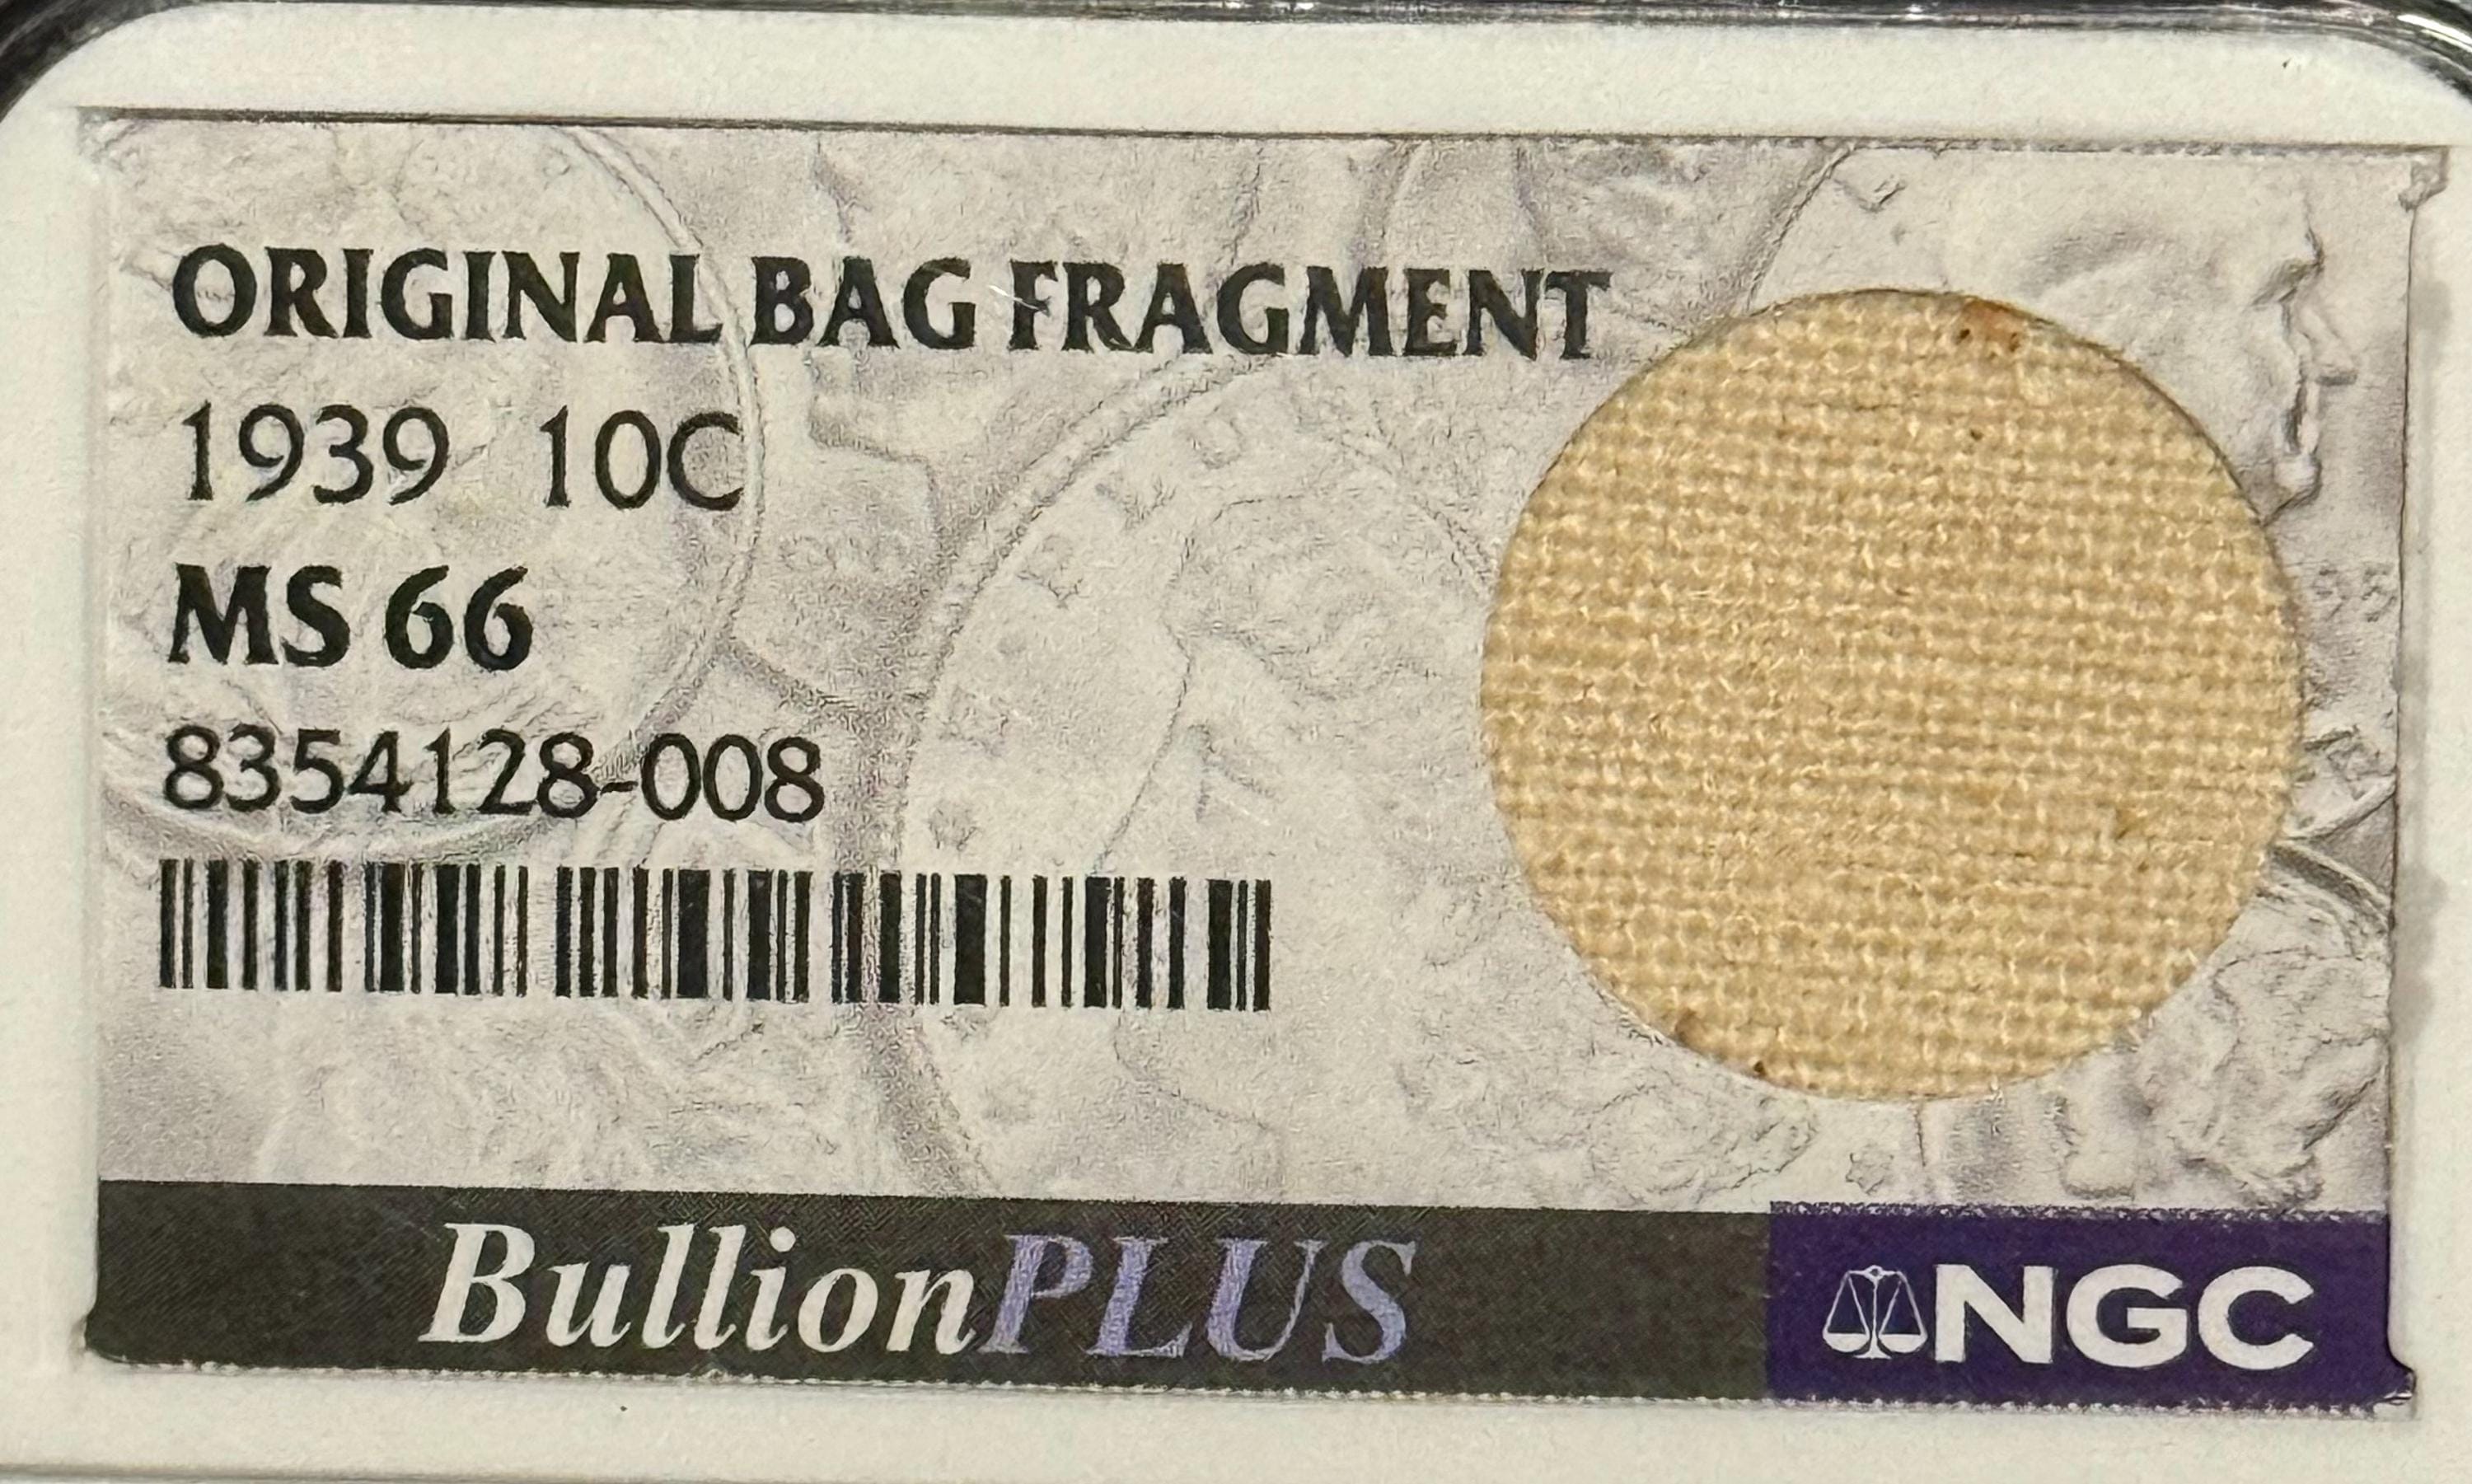 ORIGINAL BAG FRAGMENT
1939 10C
MS 66
8354128-008
BullionPLUS
NGC